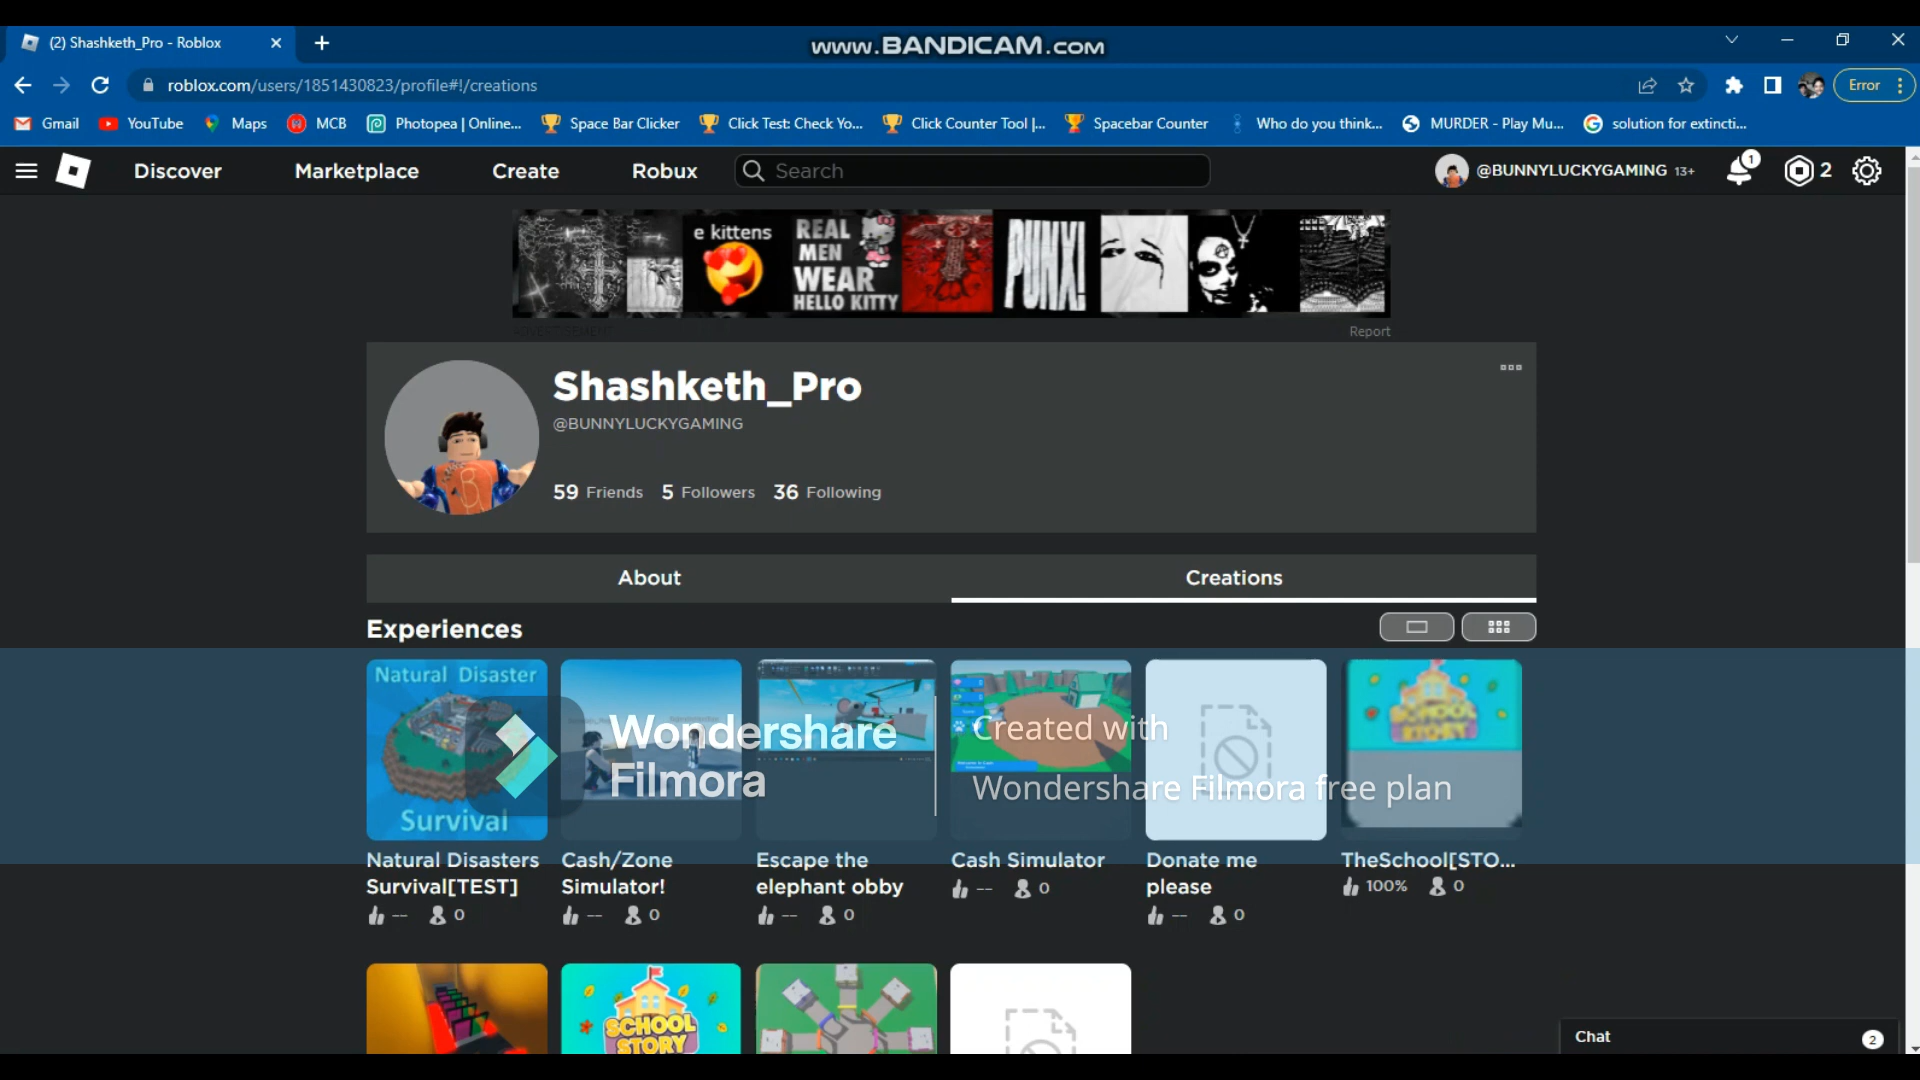 (2) Shashketh_Pro - Roblox
www.BANDICAM.com
roblox.com/users/1851430823/profile#!/creations
Error
Gmail YouTube Maps MCB Photopea | Online... Space Bar Clicker Click Test: Check Yo... Click Counter Tool |... Spacebar Counter Who do you think... MURDER - Play Mu... solution for extincti...
Discover Marketplace Create Robux Search @BUNNYLUCKYGAMING 13+ 1 2
e kittens
REAL
MEN
WEAR
HELLO KITTY
PUNX!
ADVERTISEMENT
Report
Shashketh_Pro
@BUNNYLUCKYGAMING
59 Friends 5 Followers 36 Following
About Creations
Experiences
Natural Disaster
Survival
SCHOOL
STORY
Wondershare
Filmora
Created with
Wondershare Filmora free plan
Natural Disasters
Survival[TEST]
-- 0
Cash/Zone
Simulator!
-- 0
Escape the
elephant obby
-- 0
Cash Simulator
-- 0
Donate me
please
-- 0
TheSchool[STO...
100% 0
SCHOOL
STORY
Chat 2